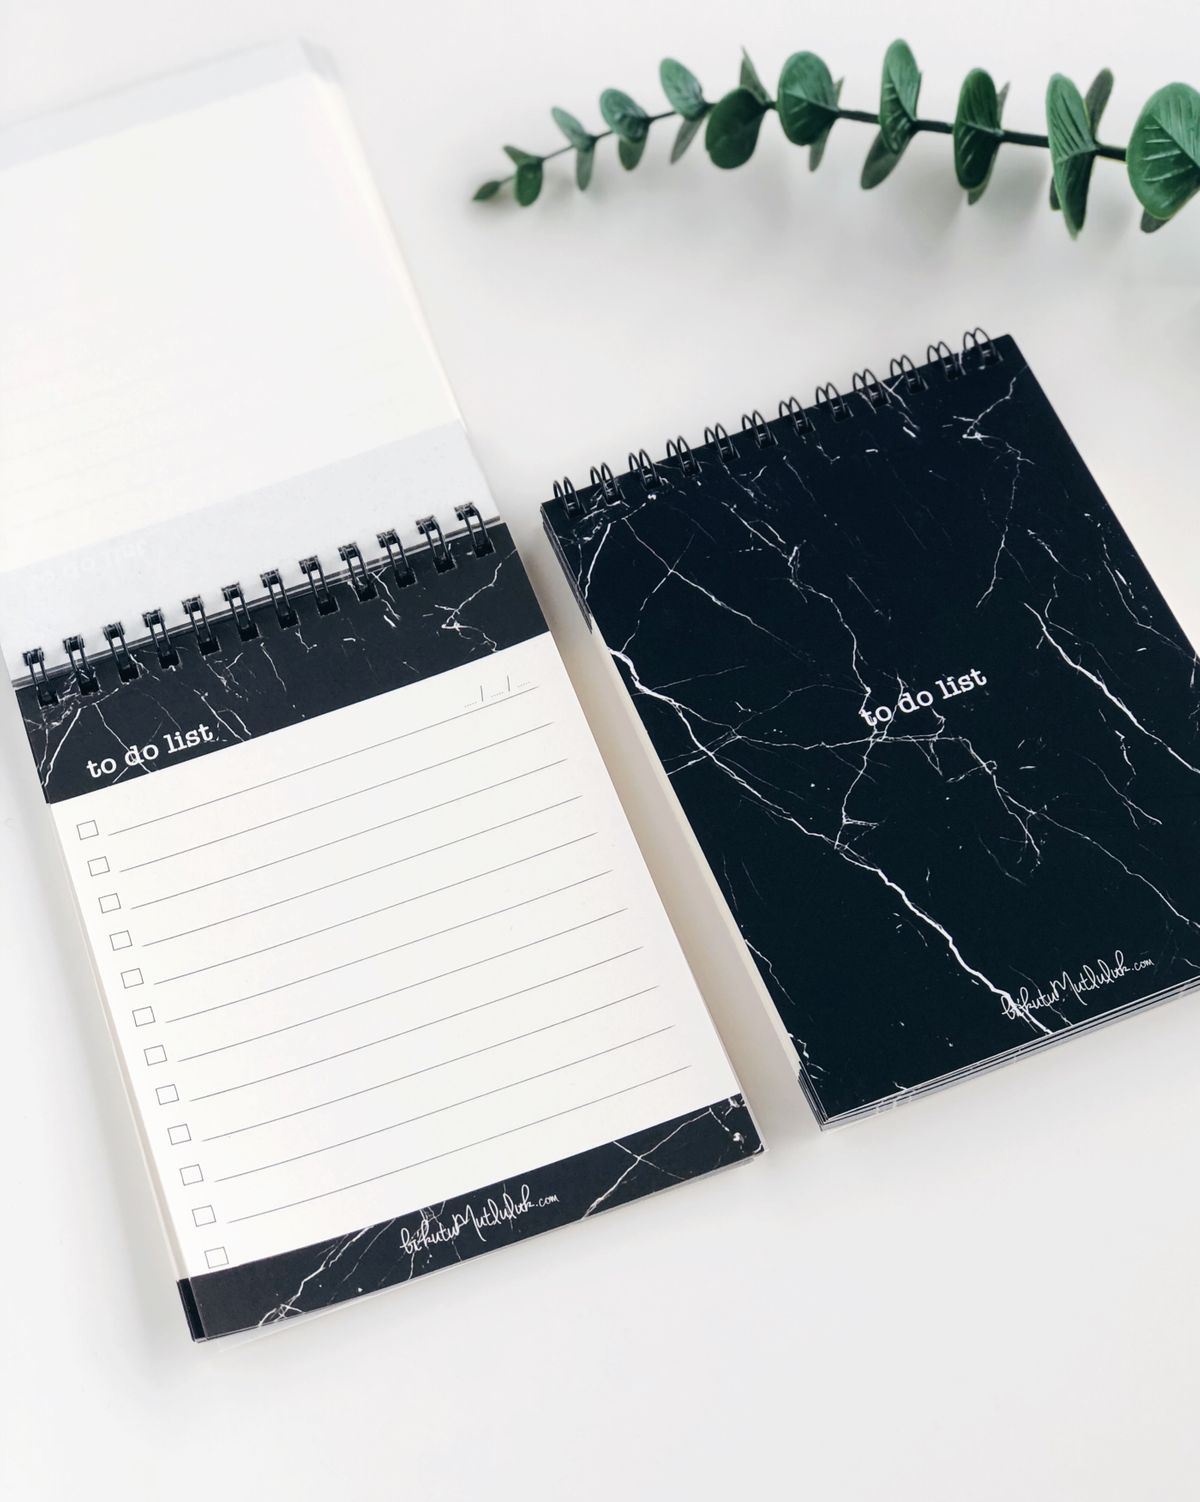 to do list
..... / ..... / .....
bikutuMutluluk.com
to do list
bikutuMutluluk.com